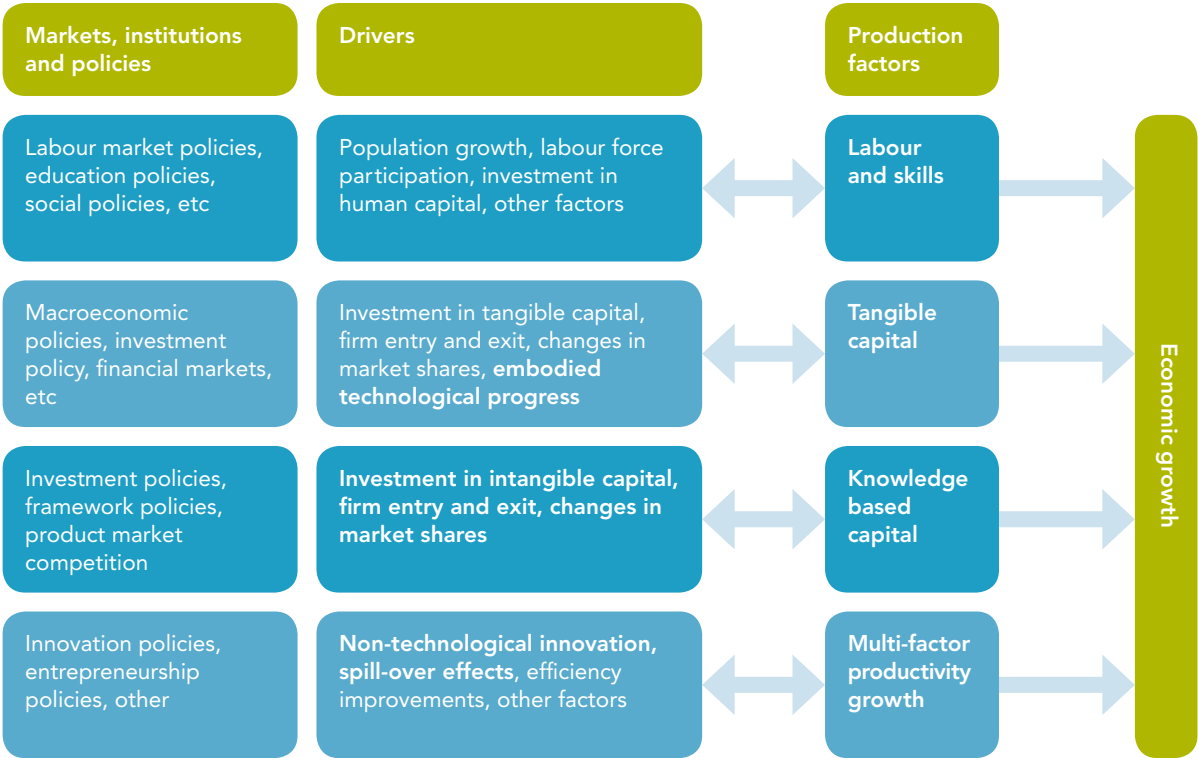 Markets, institutions
and policies
Drivers
Production
factors
Labour market policies,
education policies,
social policies, etc
Population growth, labour force
participation, investment in
human capital, other factors
Labour
and skills
Macroeconomic
policies, investment
policy, financial markets,
etc
Investment in tangible capital,
firm entry and exit, changes in
market shares, embodied
technological progress
Tangible
capital
Investment policies,
framework policies,
product market
competition
Investment in intangible capital,
firm entry and exit, changes in
market shares
Knowledge
based
capital
Innovation policies,
entrepreneurship
policies, other
Non-technological innovation,
spill-over effects, efficiency
improvements, other factors
Multi-factor
productivity
growth
Economic growth